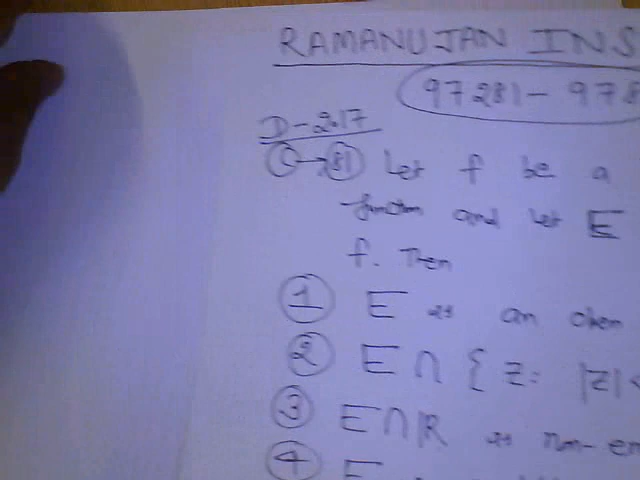 RAMANUJAN INS
97281-978
D-2017
C→81 Let f be a
function and let E
f. Then
① E is an open
② E∩{z: |z|<
③ E∩ℝ is non-em
④ E